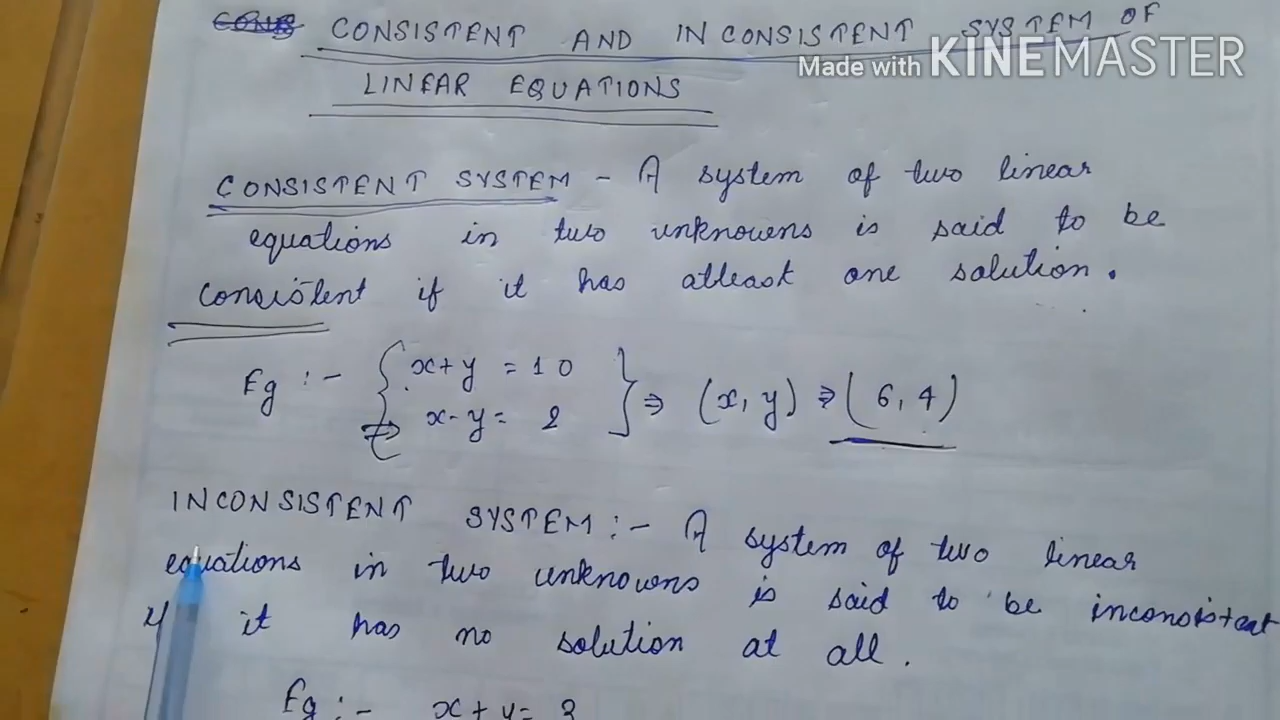 CONSISTENT AND INCONSISTENT SYSTEM OF
Made with KINEMASTER
LINEAR EQUATIONS
CONSISTENT SYSTEM - A system of two linear
equations in two unknowns is said to be
consistent if it has atleast one solution.
Eg :- { x+y = 10 } ⇒ (x, y) ⇒ (6, 4)
x-y = 2
INCONSISTENT SYSTEM :- A system of two linear
equations in two unknowns is said to be inconsistent
if it has no solution at all.
Eg :- x+y=